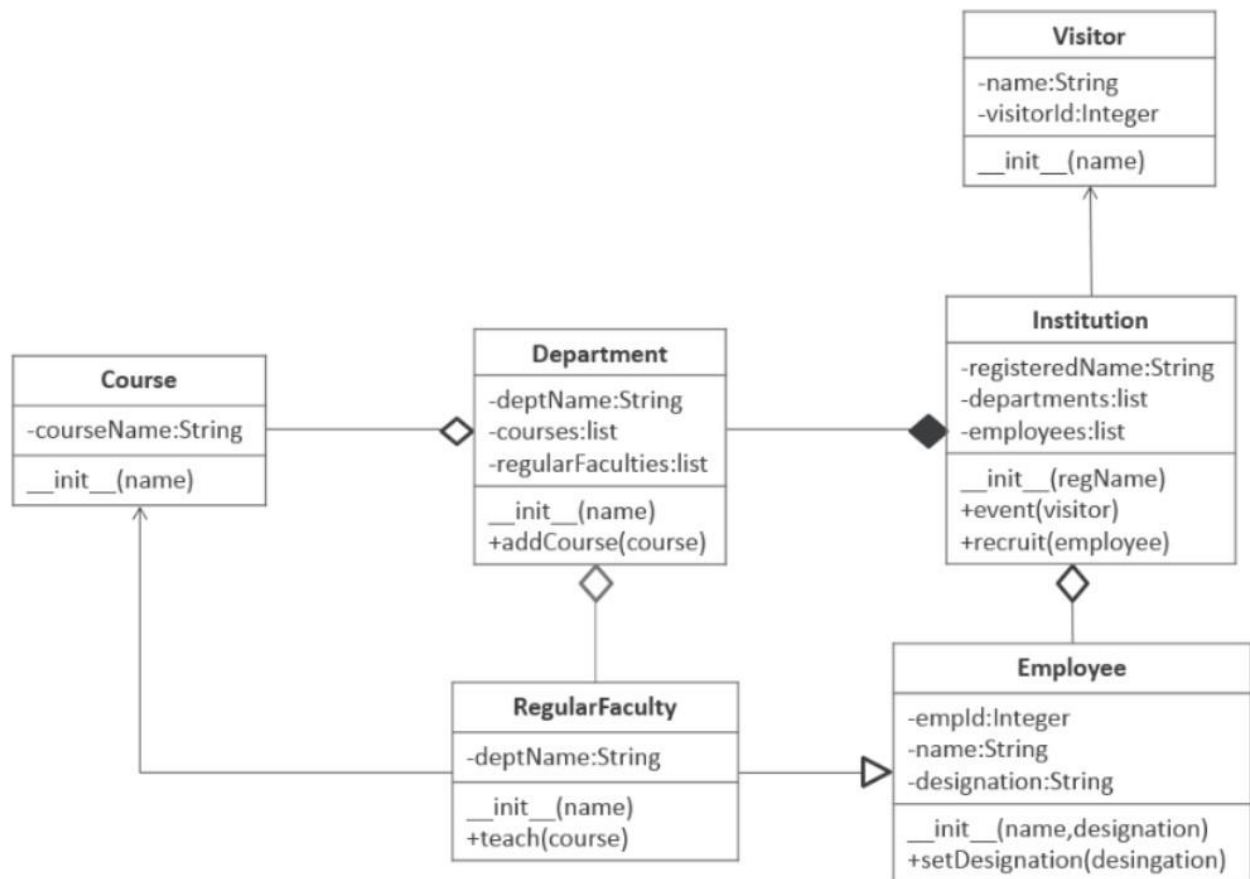 Visitor
-name:String
-visitorId:Integer
__init__(name)
Institution
-registeredName:String
-departments:list
-employees:list
__init__(regName)
+event(visitor)
+recruit(employee)
Department
-deptName:String
-courses:list
-regularFaculties:list
__init__(name)
+addCourse(course)
Course
-courseName:String
__init__(name)
RegularFaculty
-deptName:String
__init__(name)
+teach(course)
Employee
-empId:Integer
-name:String
-designation:String
__init__(name,designation)
+setDesignation(desingation)